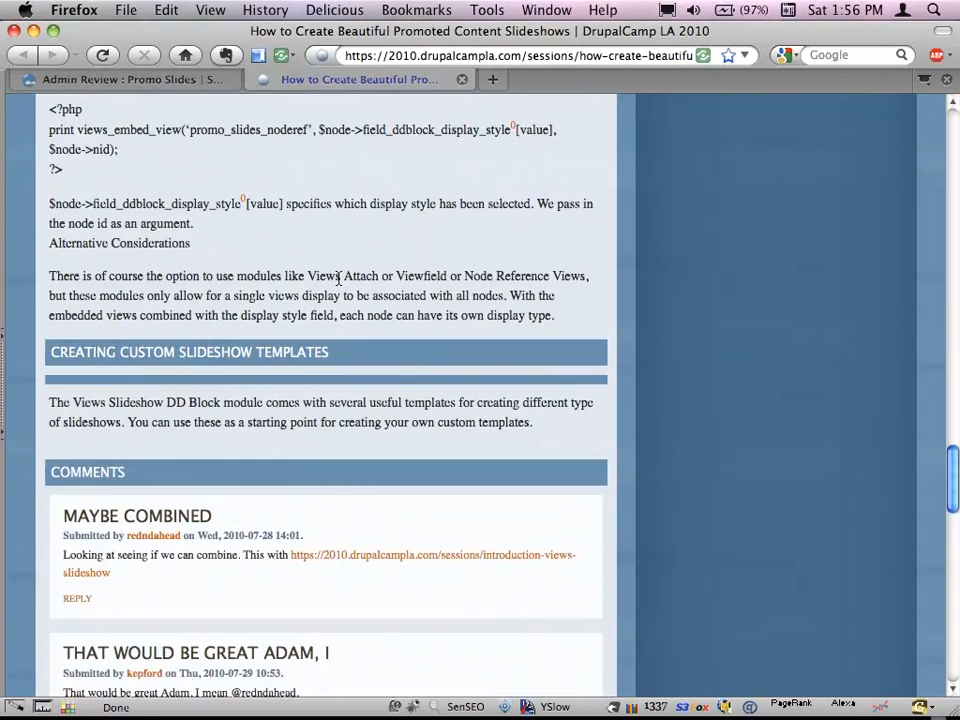 Firefox File Edit View History Delicious Bookmarks Tools Window Help (97%) Sat 1:56 PM
How to Create Beautiful Promoted Content Slideshows | DrupalCamp LA 2010
https://2010.drupalcampla.com/sessions/how-create-beautifu Google ABP
Admin Review : Promo Slides | S... How to Create Beautiful Pro...
<?php
print views_embed_view('promo_slides_noderef', $node->field_ddblock_display_style0[value],
$node->nid);
?>
$node->field_ddblock_display_style0[value] specifies which display style has been selected. We pass in
the node id as an argument.
Alternative Considerations
There is of course the option to use modules like Views Attach or Viewfield or Node Reference Views,
but these modules only allow for a single views display to be associated with all nodes. With the
embedded views combined with the display style field, each node can have its own display type.
CREATING CUSTOM SLIDESHOW TEMPLATES
The Views Slideshow DD Block module comes with several useful templates for creating different type
of slideshows. You can use these as a starting point for creating your own custom templates.
COMMENTS
MAYBE COMBINED
Submitted by redndahead on Wed, 2010-07-28 14:01.
Looking at seeing if we can combine. This with https://2010.drupalcampla.com/sessions/introduction-views-
slideshow
REPLY
THAT WOULD BE GREAT ADAM, I
Submitted by kepford on Thu, 2010-07-29 10:53.
That would be great Adam, I mean @redndahead.
Done SenSEO YSlow 1337 S3Fox PageRank Alexa